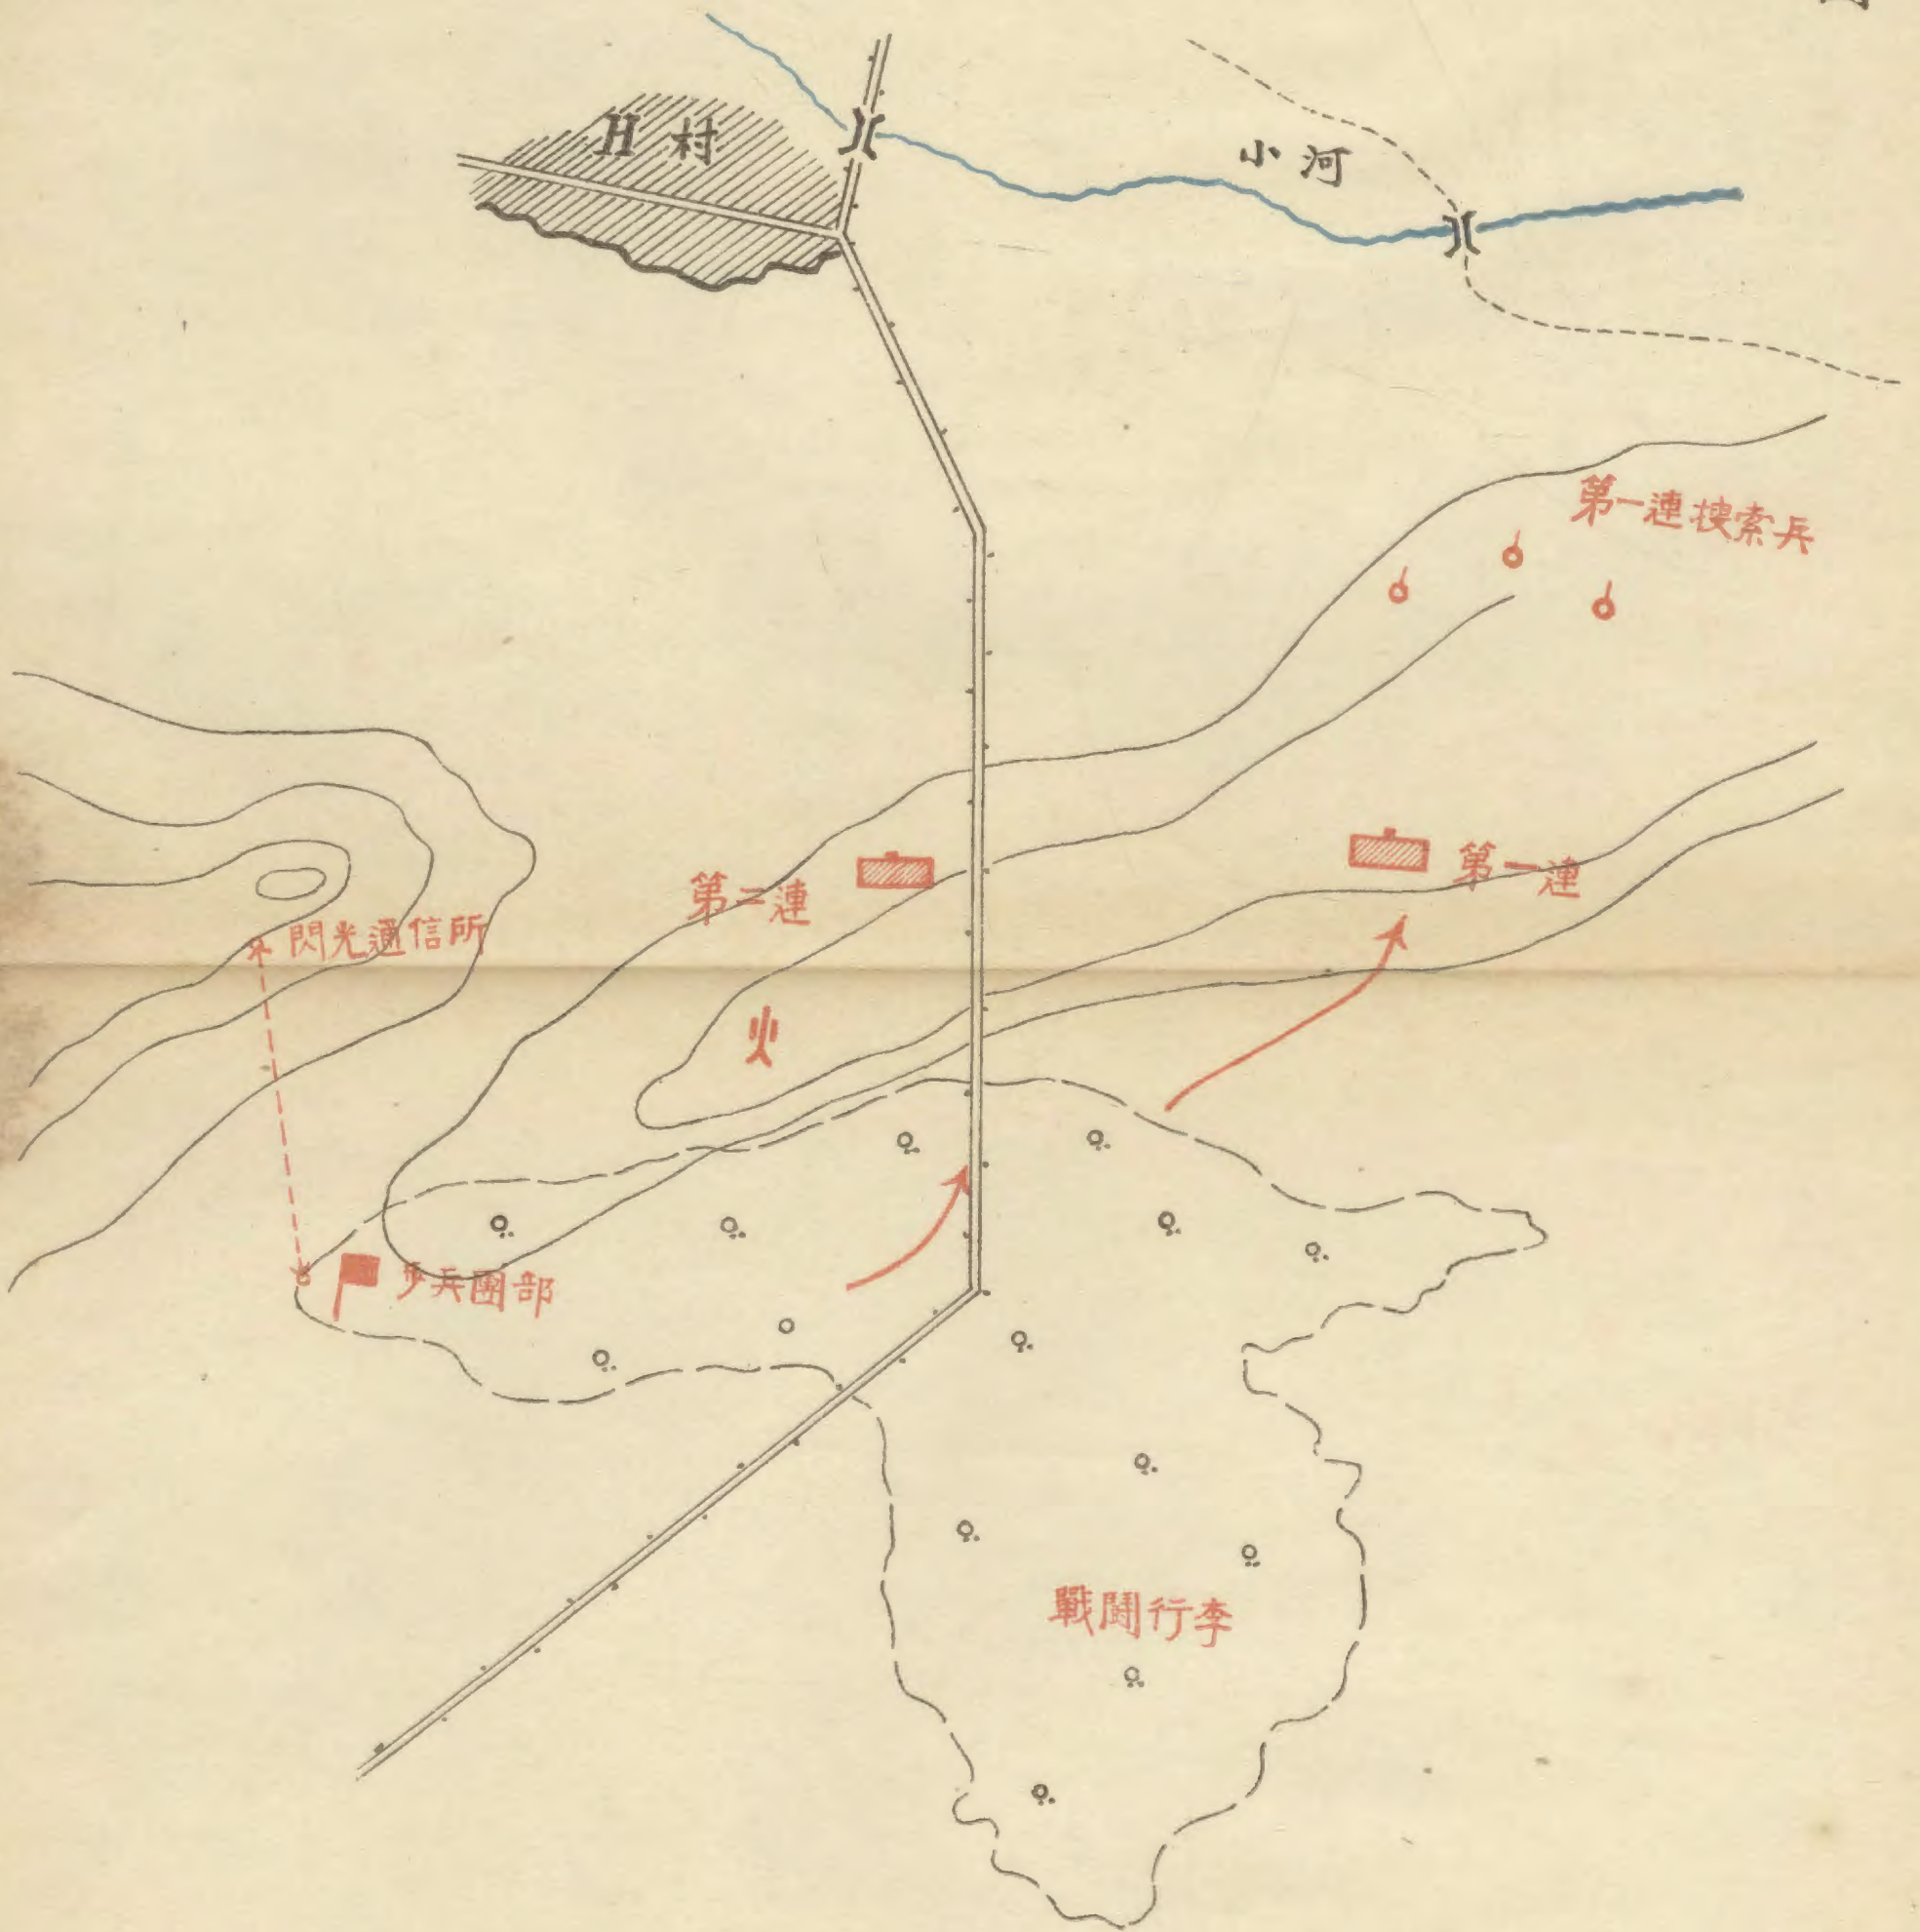 H村
小河
第一連搜索兵
第一連
第二連
閃光通信所
火
步兵團部
戰鬪行李